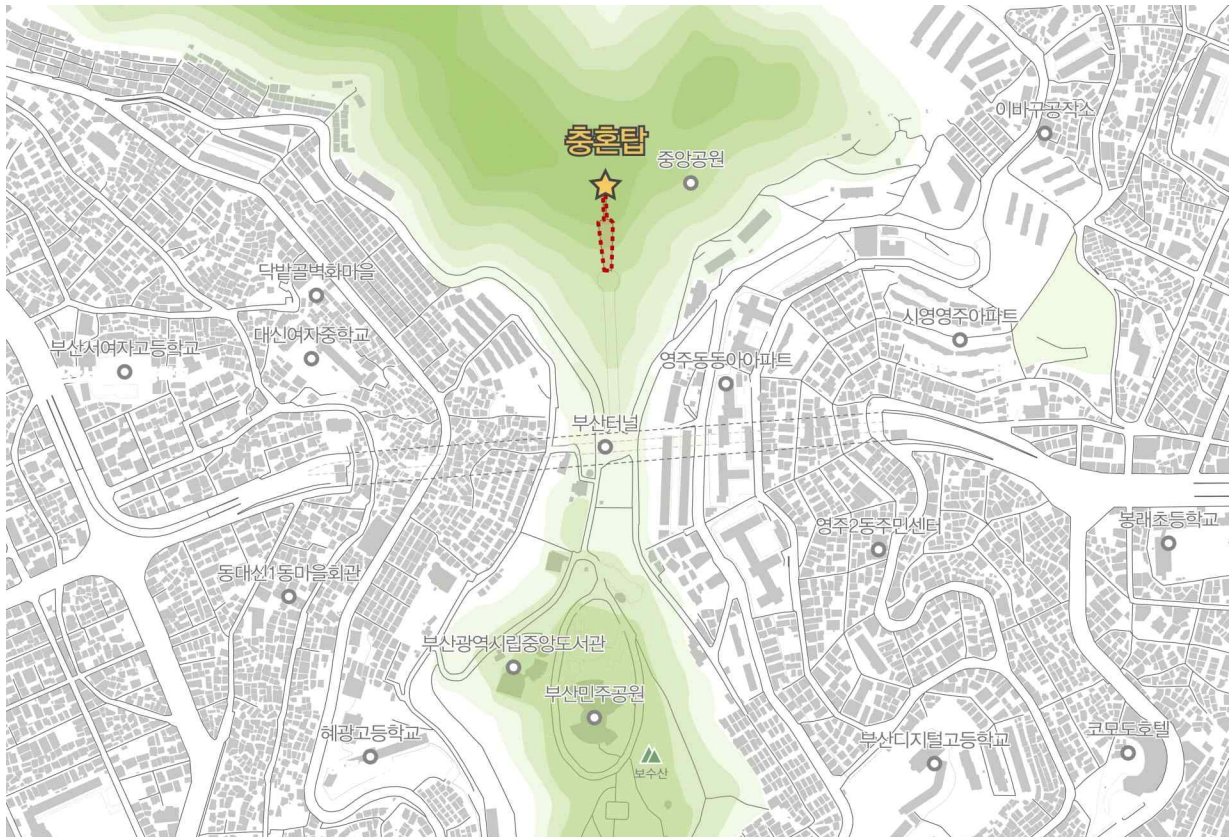 이바구공작소
충혼탑
중앙공원
닥밭골벽화마을
시영영주아파트
대신여자중학교
부산서여자고등학교
영주동동아아파트
부산터널
봉래초등학교
영주2동주민센터
동대신1동마을회관
부산광역시립중앙도서관
부산민주공원
혜광고등학교
코모도호텔
부산디지털고등학교
보수산